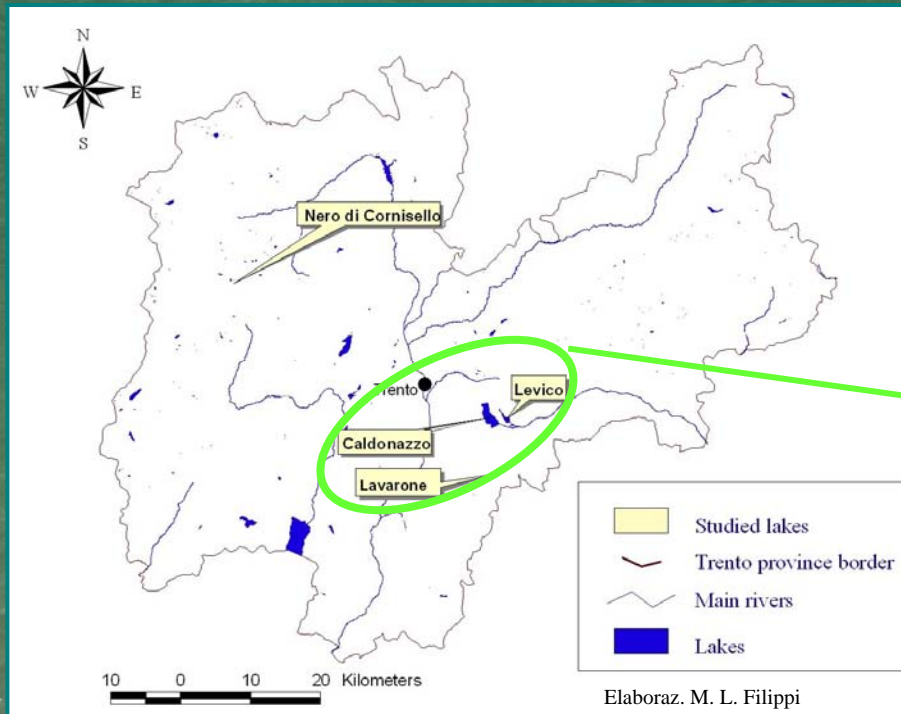 N
W E
S
Nero di Cornisello
Trento
Levico
Caldonazzo
Lavarone
Studied lakes
Trento province border
Main rivers
Lakes
10 0 10 20 Kilometers
Elaboraz. M. L. Filippi